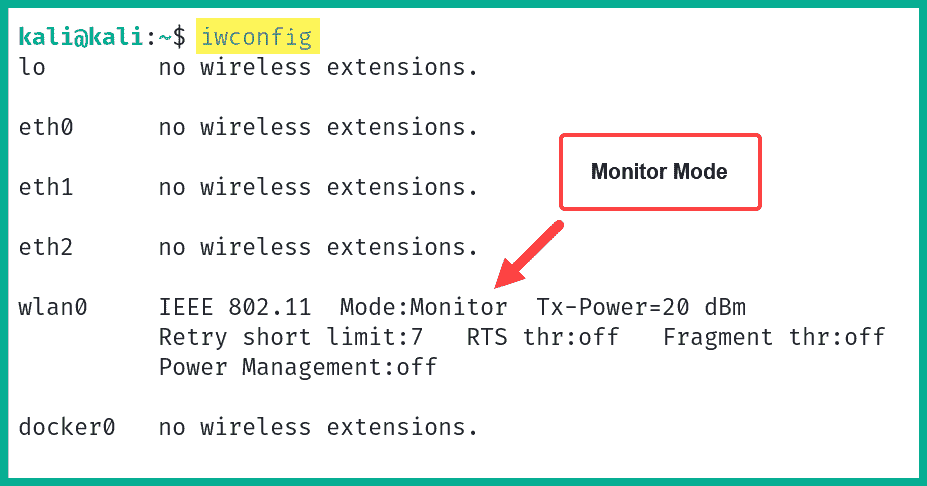 kali@kali:~$ iwconfig
lo no wireless extensions.
eth0 no wireless extensions.
eth1 no wireless extensions.
Monitor Mode
eth2 no wireless extensions.
wlan0 IEEE 802.11 Mode:Monitor Tx-Power=20 dBm
Retry short limit:7 RTS thr:off Fragment thr:off
Power Management:off
docker0 no wireless extensions.